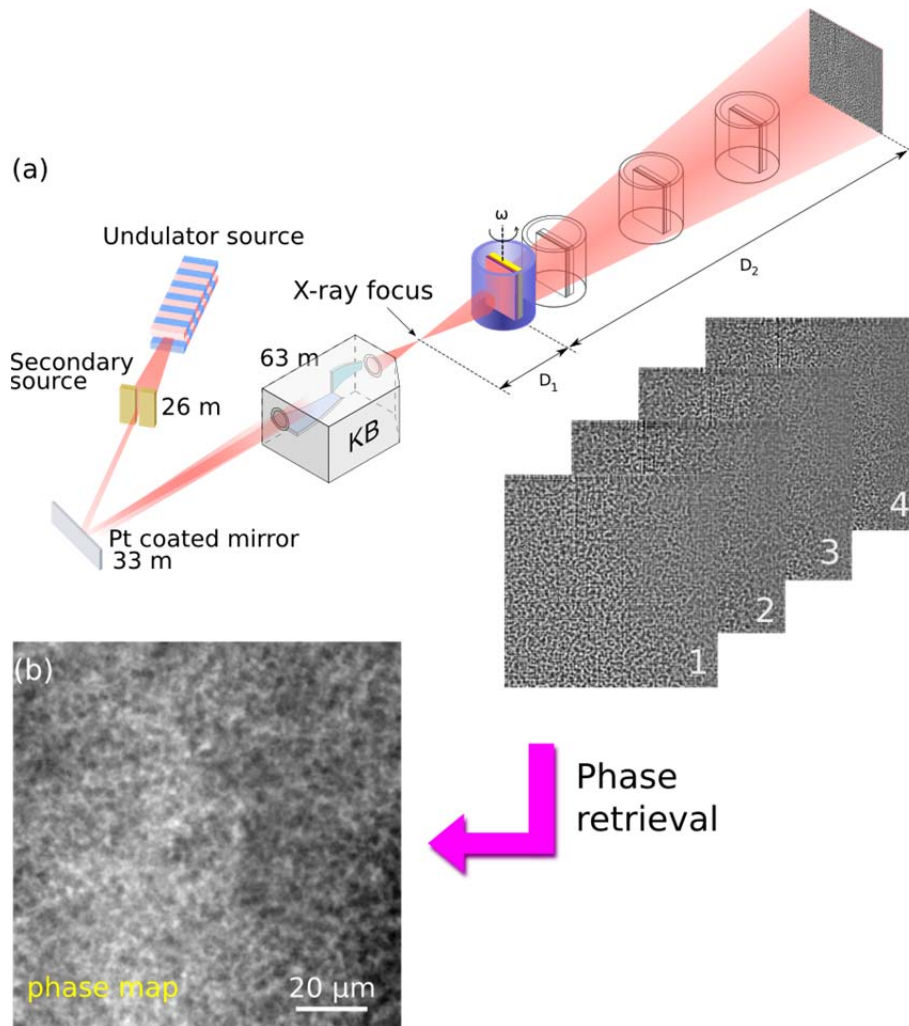 (a)
Undulator source
Secondary
source
26 m
Pt coated mirror
33 m
63 m
KB
X-ray focus
ω
D₁
D₂
1
2
3
4
(b)
phase map
20 μm
Phase
retrieval